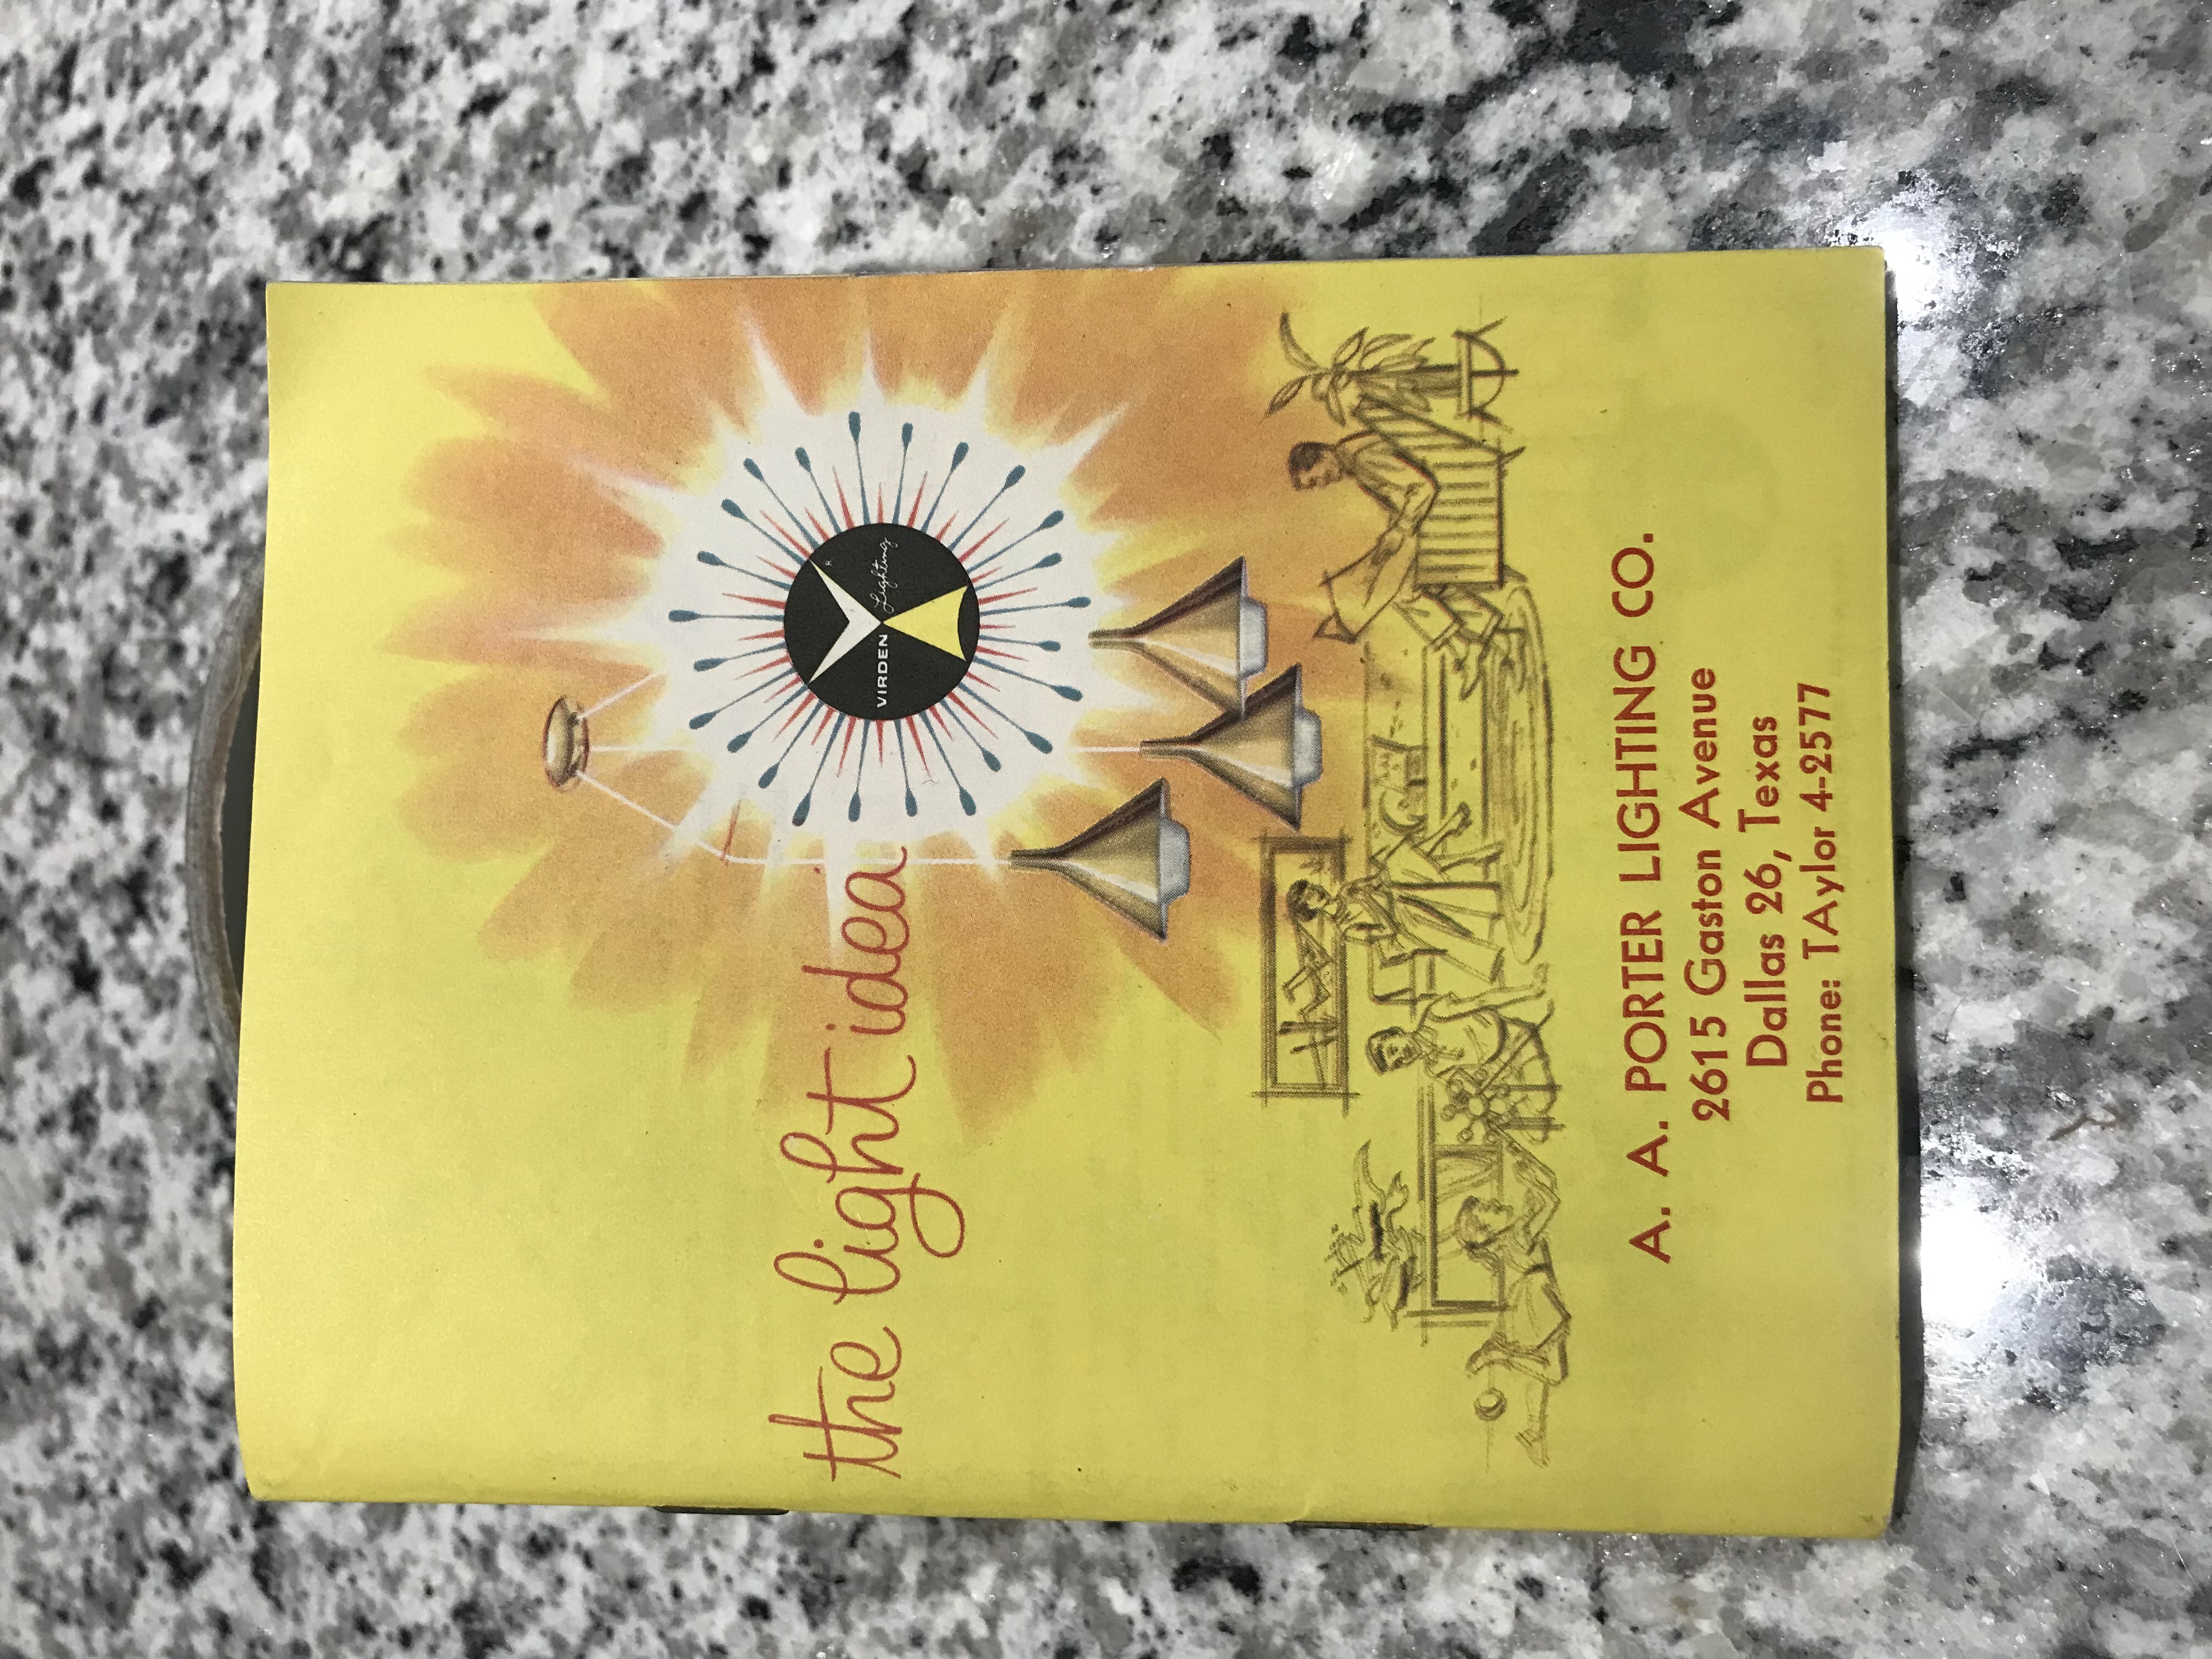 VIRDEN Lighting
the light idea
A. A. PORTER LIGHTING CO.
2615 Gaston Avenue
Dallas 26, Texas
Phone: TAylor 4-2577